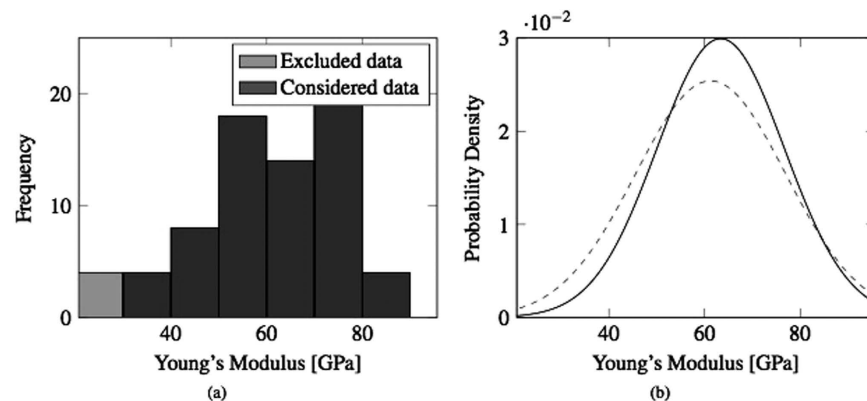 Excluded data
Considered data
Frequency
20
10
0
40
60
80
Young's Modulus [GPa]
(a)
·10⁻²
Probability Density
3
2
1
0
40
60
80
Young's Modulus [GPa]
(b)